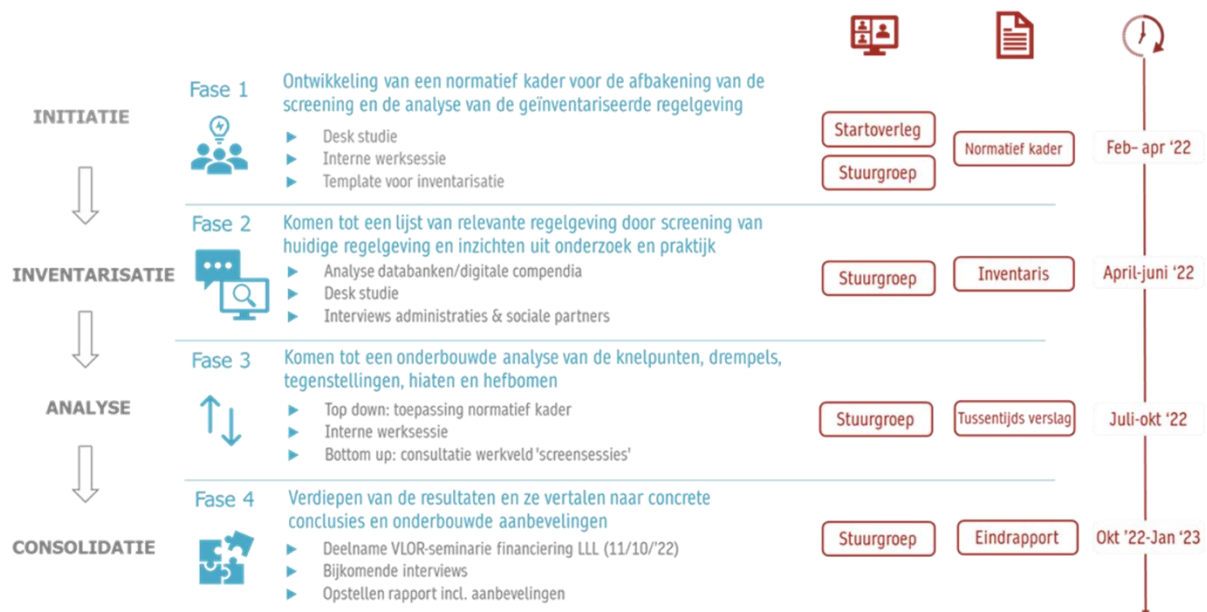 INITIATIE
Fase 1
Ontwikkeling van een normatief kader voor de afbakening van de
screening en de analyse van de geïnventariseerde regelgeving
Desk studie
Interne werksessie
Template voor inventarisatie
Startoverleg
Stuurgroep
Normatief kader
Feb– apr ‘22
INVENTARISATIE
Fase 2
Komen tot een lijst van relevante regelgeving door screening van
huidige regelgeving en inzichten uit onderzoek en praktijk
Analyse databanken/digitale compendia
Desk studie
Interviews administraties & sociale partners
Stuurgroep
Inventaris
April-juni ‘22
ANALYSE
Fase 3
Komen tot een onderbouwde analyse van de knelpunten, drempels,
tegenstellingen, hiaten en hefbomen
Top down: toepassing normatief kader
Interne werksessie
Bottom up: consultatie werkveld 'screensessies'
Stuurgroep
Tussentijds verslag
Juli-okt ‘22
CONSOLIDATIE
Fase 4
Verdiepen van de resultaten en ze vertalen naar concrete
conclusies en onderbouwde aanbevelingen
Deelname VLOR-seminarie financiering LLL (11/10/’22)
Bijkomende interviews
Opstellen rapport incl. aanbevelingen
Stuurgroep
Eindrapport
Okt ’22-Jan ‘23